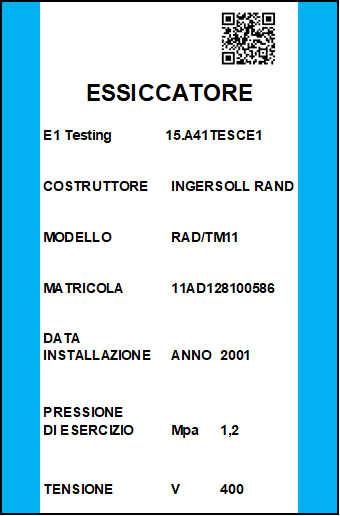 ESSICCATORE
E1 Testing 15.A41TESCE1
COSTRUTTORE INGERSOLL RAND
MODELLO RAD/TM11
MATRICOLA 11AD128100586
DATA
INSTALLAZIONE ANNO 2001
PRESSIONE
DI ESERCIZIO Mpa 1,2
TENSIONE V 400